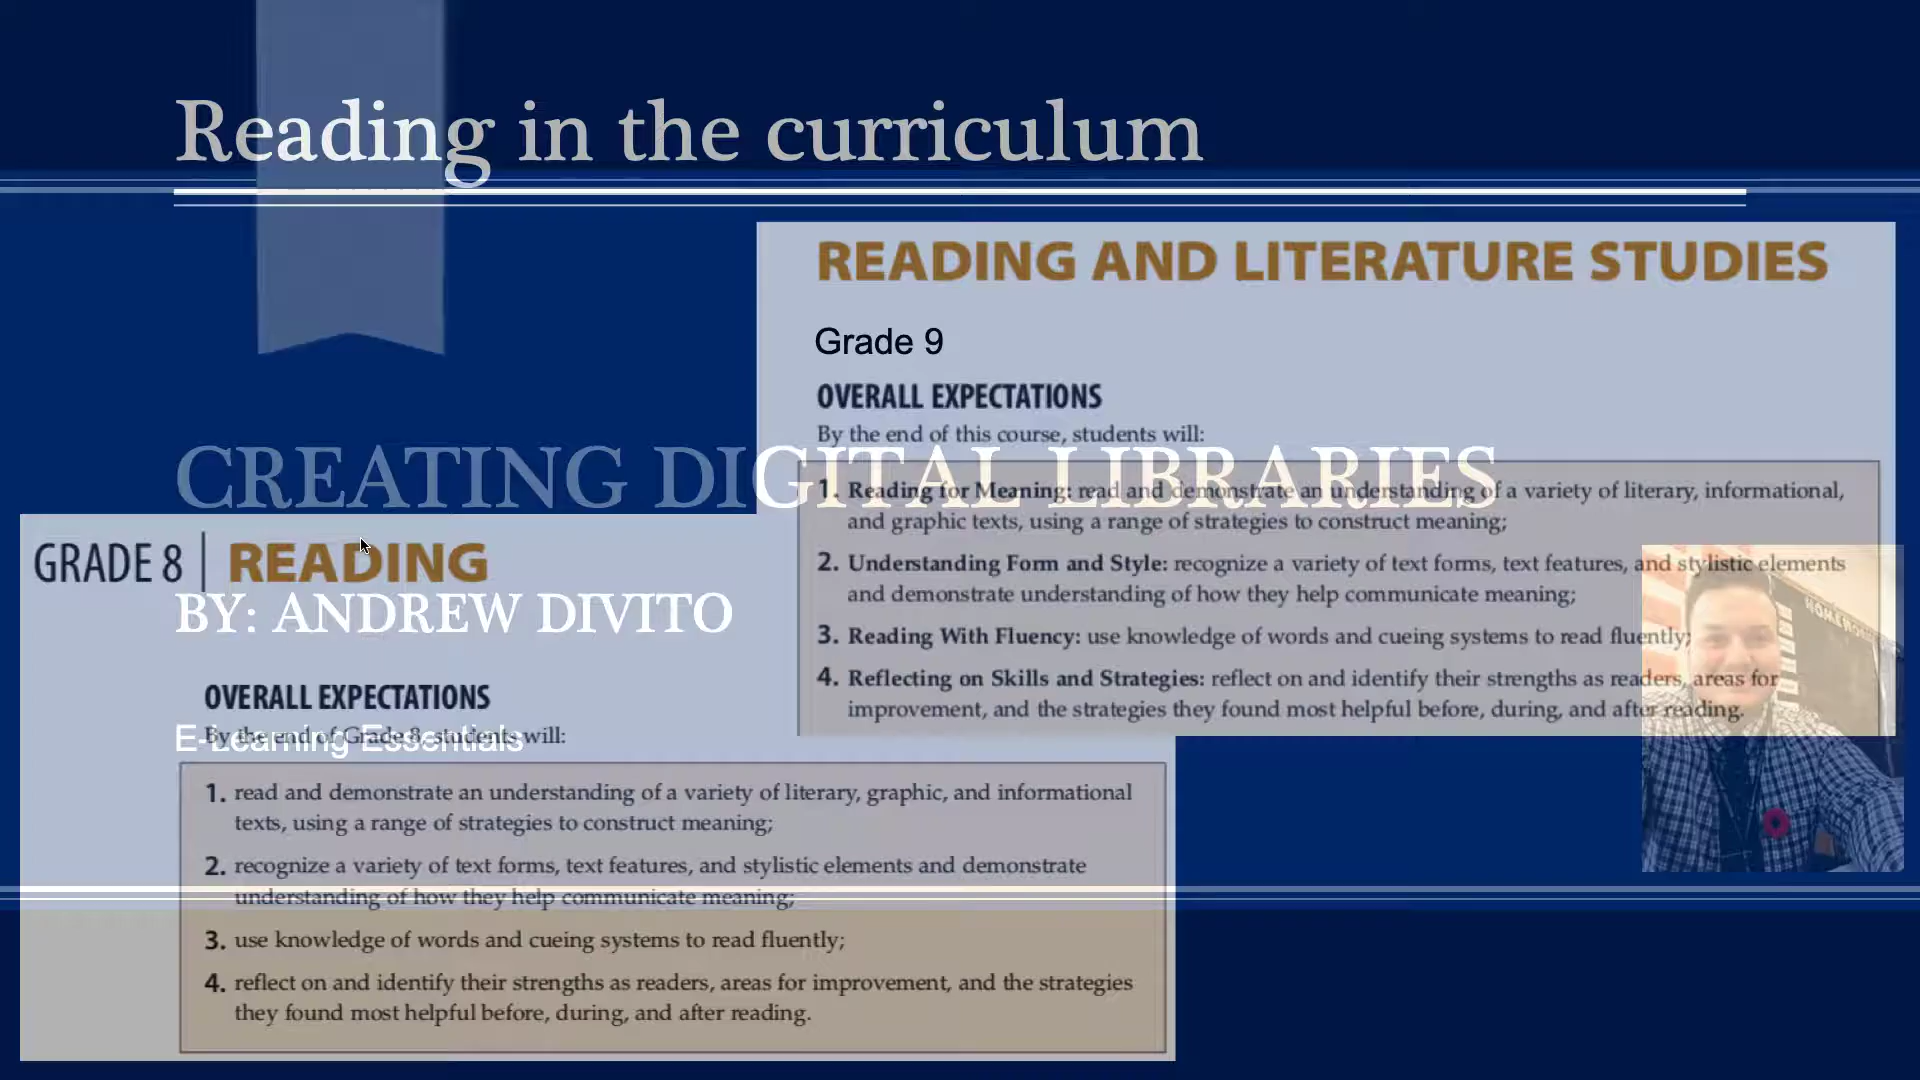 Reading in the curriculum
READING AND LITERATURE STUDIES
Grade 9
OVERALL EXPECTATIONS
By the end of this course, students will:
1. Reading for Meaning: read and demonstrate an understanding of a variety of literary, informational,
and graphic texts, using a range of strategies to construct meaning;
2. Understanding Form and Style: recognize a variety of text forms, text features, and stylistic elements
and demonstrate understanding of how they help communicate meaning;
3. Reading With Fluency: use knowledge of words and cueing systems to read fluently;
4. Reflecting on Skills and Strategies: reflect on and identify their strengths as readers, areas for
improvement, and the strategies they found most helpful before, during, and after reading.
CREATING DIGITAL LIBRARIES
GRADE 8 | READING
BY: ANDREW DIVITO
OVERALL EXPECTATIONS
By the end of Grade 8, students will:
E-Learning Essentials
1. read and demonstrate an understanding of a variety of literary, graphic, and informational
texts, using a range of strategies to construct meaning;
2. recognize a variety of text forms, text features, and stylistic elements and demonstrate
understanding of how they help communicate meaning;
3. use knowledge of words and cueing systems to read fluently;
4. reflect on and identify their strengths as readers, areas for improvement, and the strategies
they found most helpful before, during, and after reading.